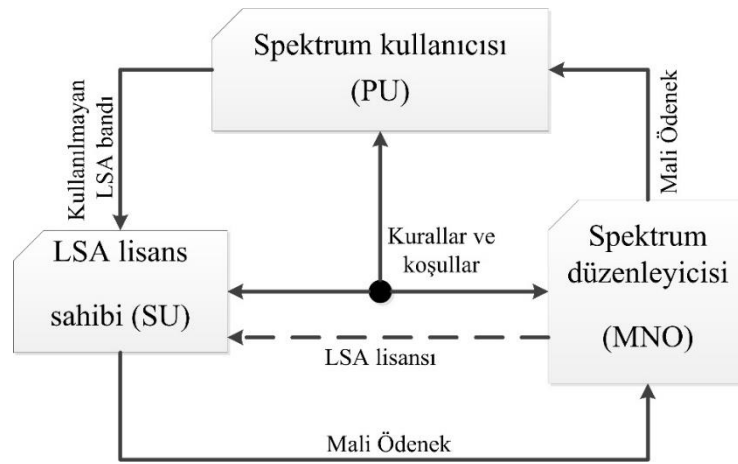 Spektrum kullanıcısı
(PU)
Kullanılmayan
LSA bandı
Mali Ödenek
LSA lisans
sahibi (SU)
Kurallar ve
koşullar
Spektrum
düzenleyicisi
(MNO)
LSA lisansı
Mali Ödenek